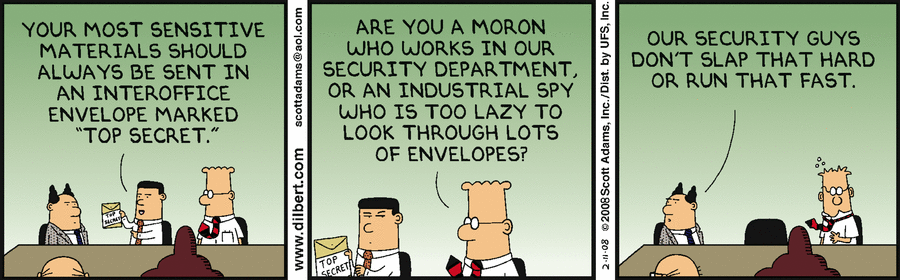 YOUR MOST SENSITIVE
MATERIALS SHOULD
ALWAYS BE SENT IN
AN INTEROFFICE
ENVELOPE MARKED
"TOP SECRET."
TOP
SECRET
www.dilbert.com
scottadams@aol.com
ARE YOU A MORON
WHO WORKS IN OUR
SECURITY DEPARTMENT,
OR AN INDUSTRIAL SPY
WHO IS TOO LAZY TO
LOOK THROUGH LOTS
OF ENVELOPES?
TOP
SECRET
2-11-08 © 2008 Scott Adams, Inc./Dist. by UFS, Inc.
OUR SECURITY GUYS
DON'T SLAP THAT HARD
OR RUN THAT FAST.